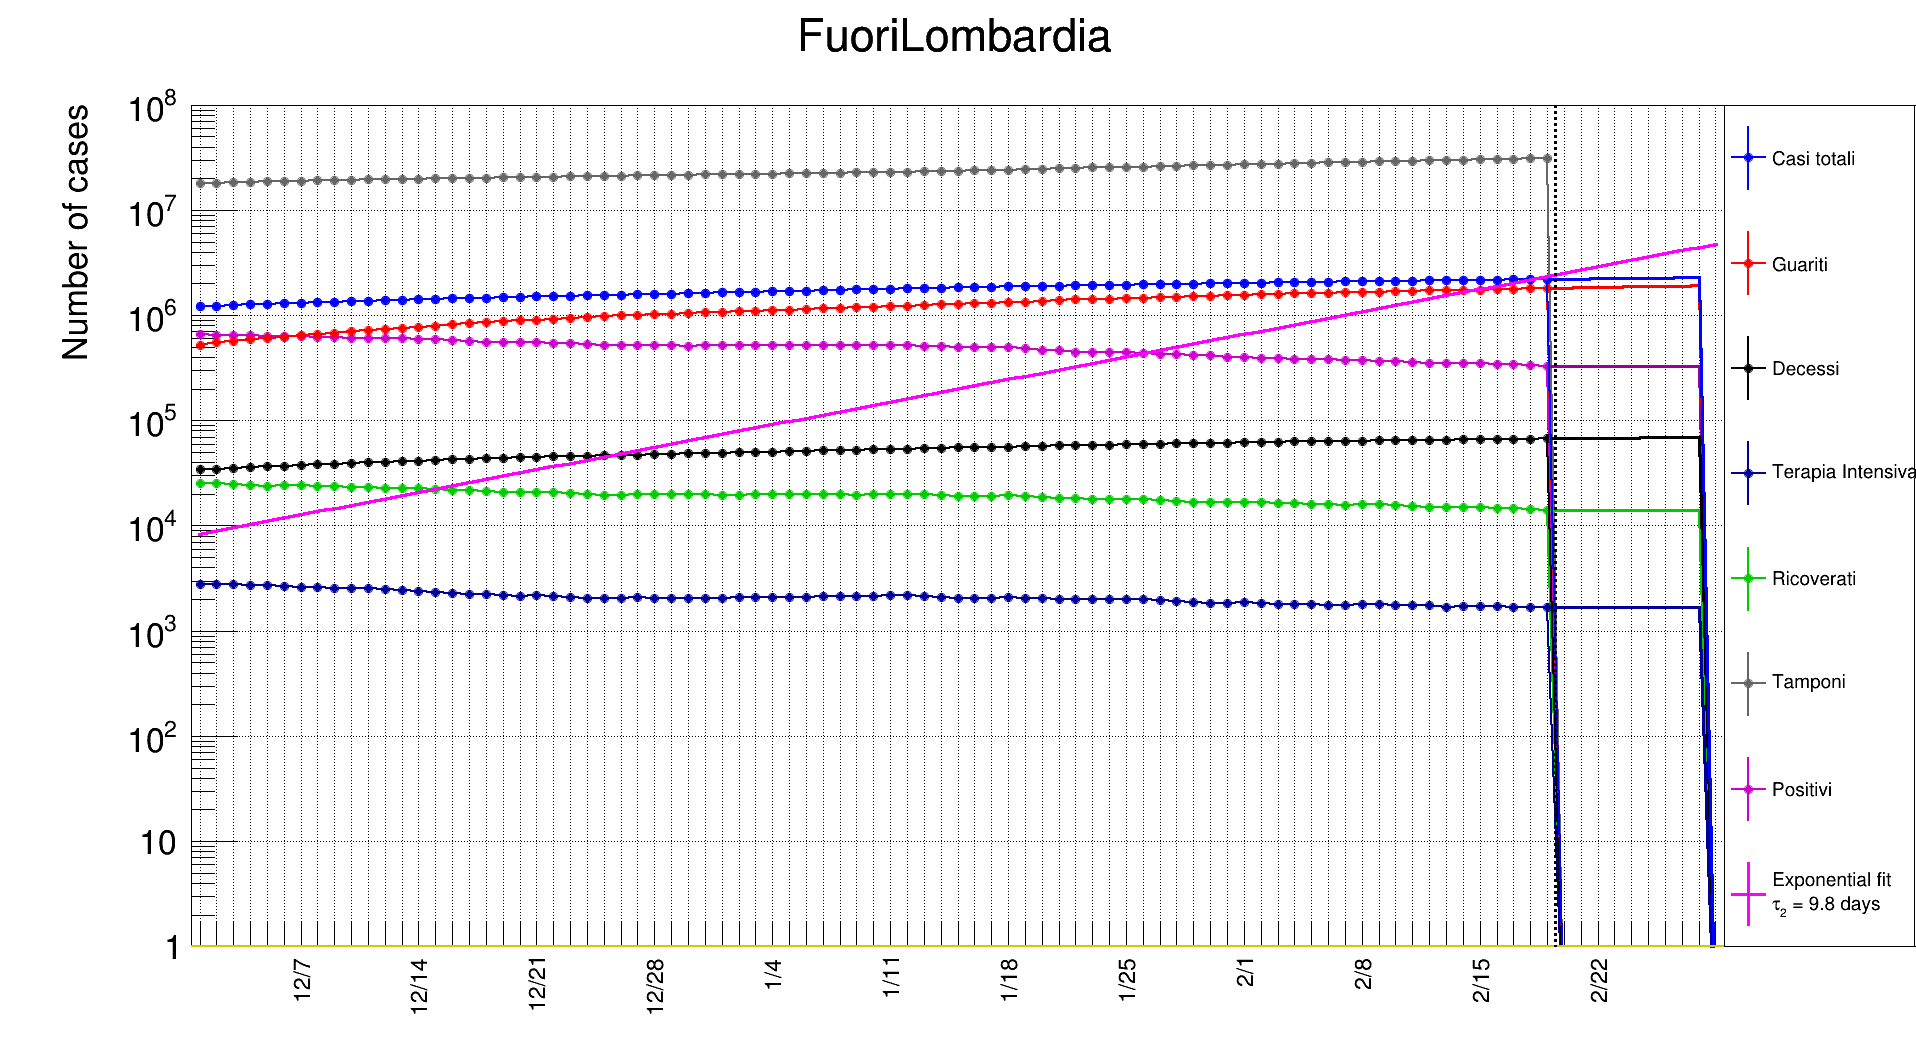 FuoriLombardia
Number of cases
10^8
10^7
10^6
10^5
10^4
10^3
10^2
10
1
12/7
12/14
12/21
12/28
1/4
1/11
1/18
1/25
2/1
2/8
2/15
2/22
Casi totali
Guariti
Decessi
Terapia Intensiva
Ricoverati
Tamponi
Positivi
Exponential fit
τ_2 = 9.8 days